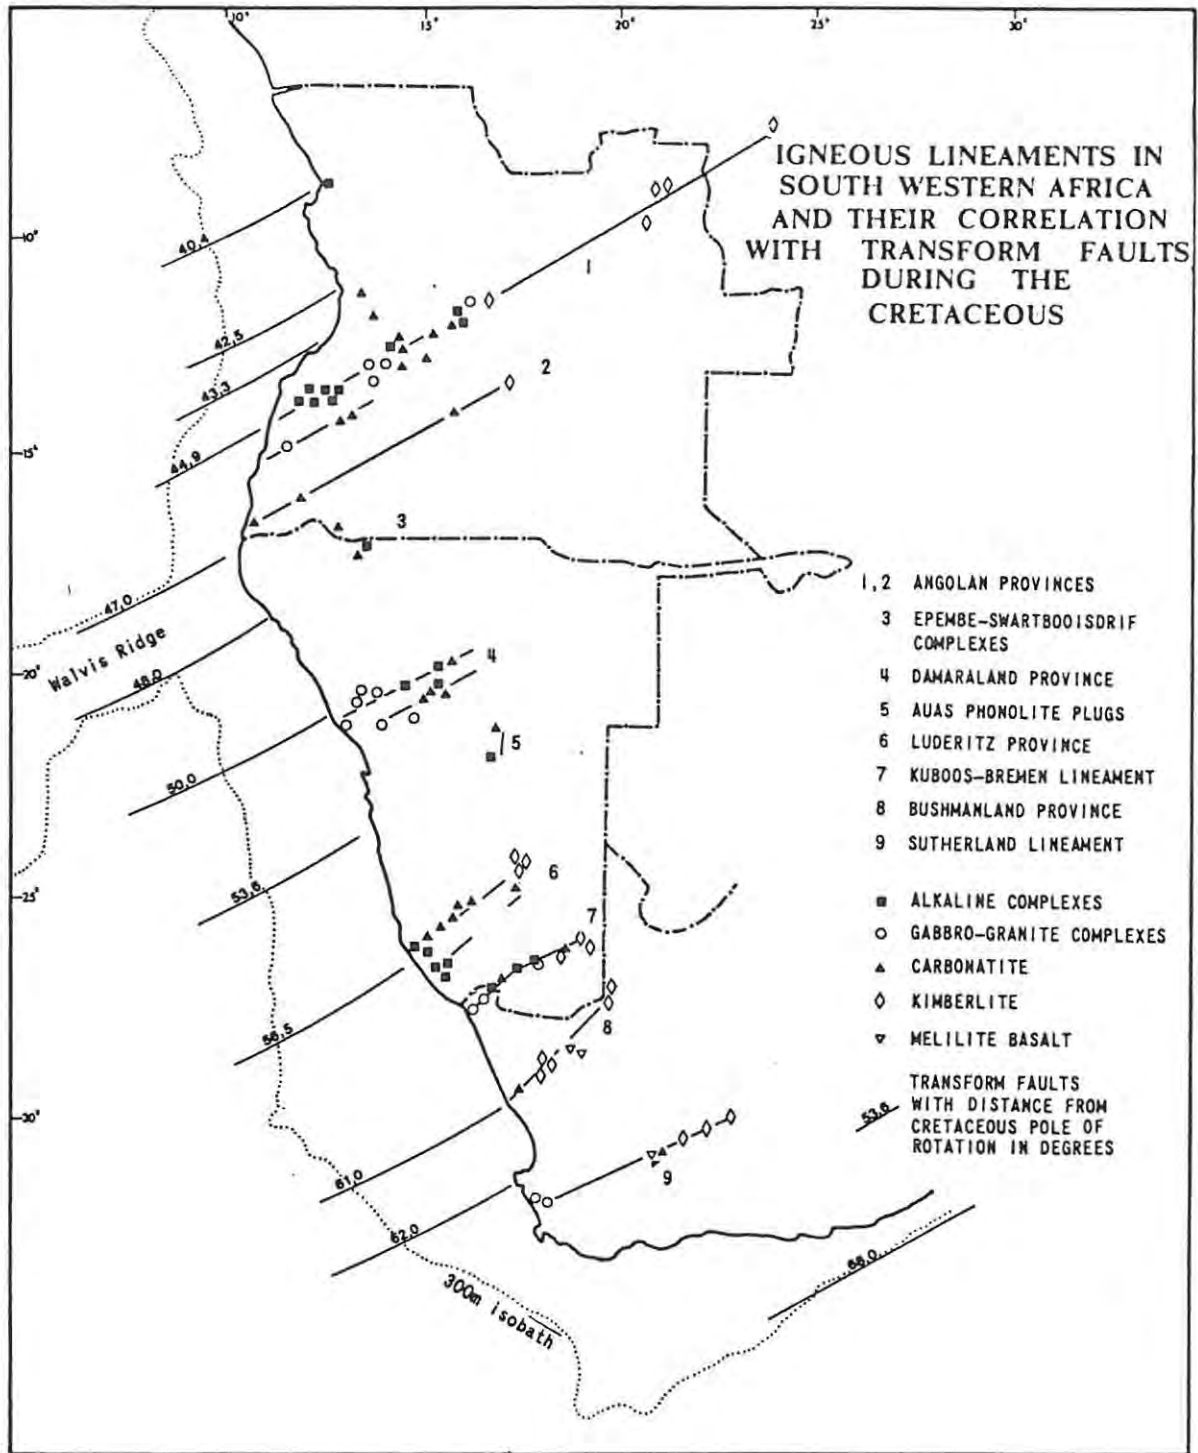 10°
15°
20°
25°
30°
IGNEOUS LINEAMENTS IN
SOUTH WESTERN AFRICA
AND THEIR CORRELATION
WITH TRANSFORM FAULTS
DURING THE
CRETACEOUS
40,0
10°
1
42,5
2
43,3
15°
44,9
3
1,2 ANGOLAN PROVINCES
47,0
3 EPEMBE-SWARTBOOISDRIF
COMPLEXES
Walvis Ridge
20°
48,0
4
4 DAMARALAND PROVINCE
5 AUAS PHONOLITE PLUGS
5
6 LUDERITZ PROVINCE
50,0
7 KUBOOS-BREMEN LINEAMENT
8 BUSHMANLAND PROVINCE
9 SUTHERLAND LINEAMENT
6
25°
53,6
ALKALINE COMPLEXES
7
GABBRO-GRANITE COMPLEXES
CARBONATITE
KIMBERLITE
8
56,5
MELILITE BASALT
TRANSFORM FAULTS
53,6 WITH DISTANCE FROM
CRETACEOUS POLE OF
ROTATION IN DEGREES
30°
9
61,0
62,0
66,0
300m isobath